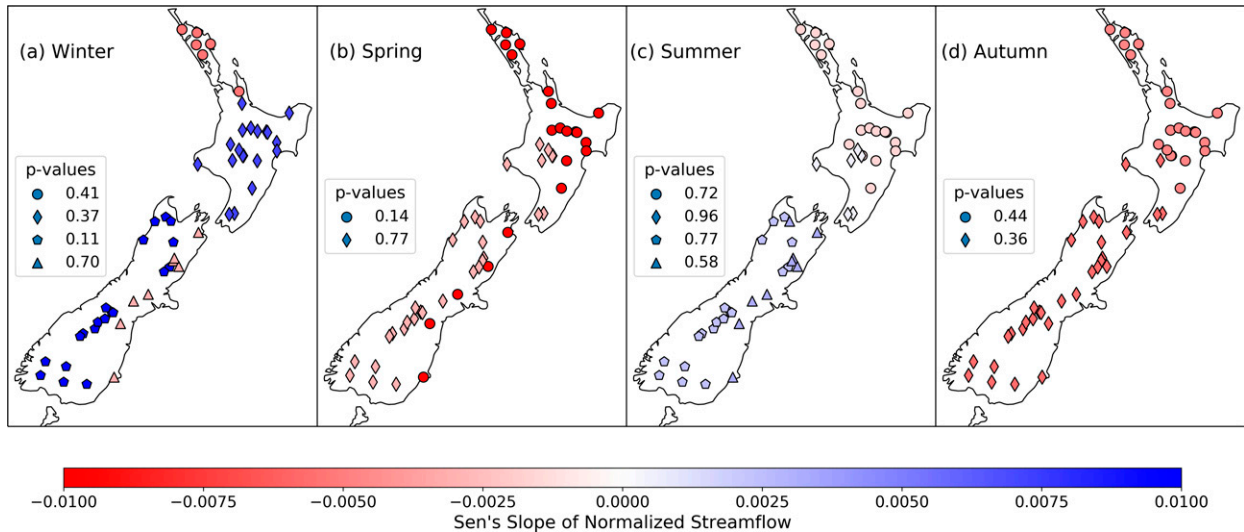 (a) Winter
p-values
0.41
0.37
0.11
0.70
(b) Spring
p-values
0.14
0.77
(c) Summer
p-values
0.72
0.96
0.77
0.58
(d) Autumn
p-values
0.44
0.36
−0.0100 −0.0075 −0.0050 −0.0025 0.0000 0.0025 0.0050 0.0075 0.0100
Sen's Slope of Normalized Streamflow